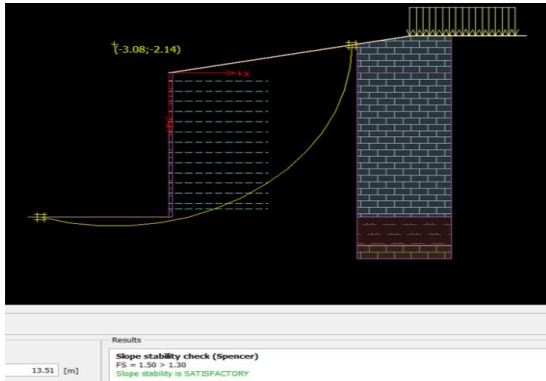 (-3.08;-2.14)
+x
Results
Slope stability check (Spencer)
13.51 [m]
FS = 1.50 > 1.30
Slope stability is SATISFACTORY